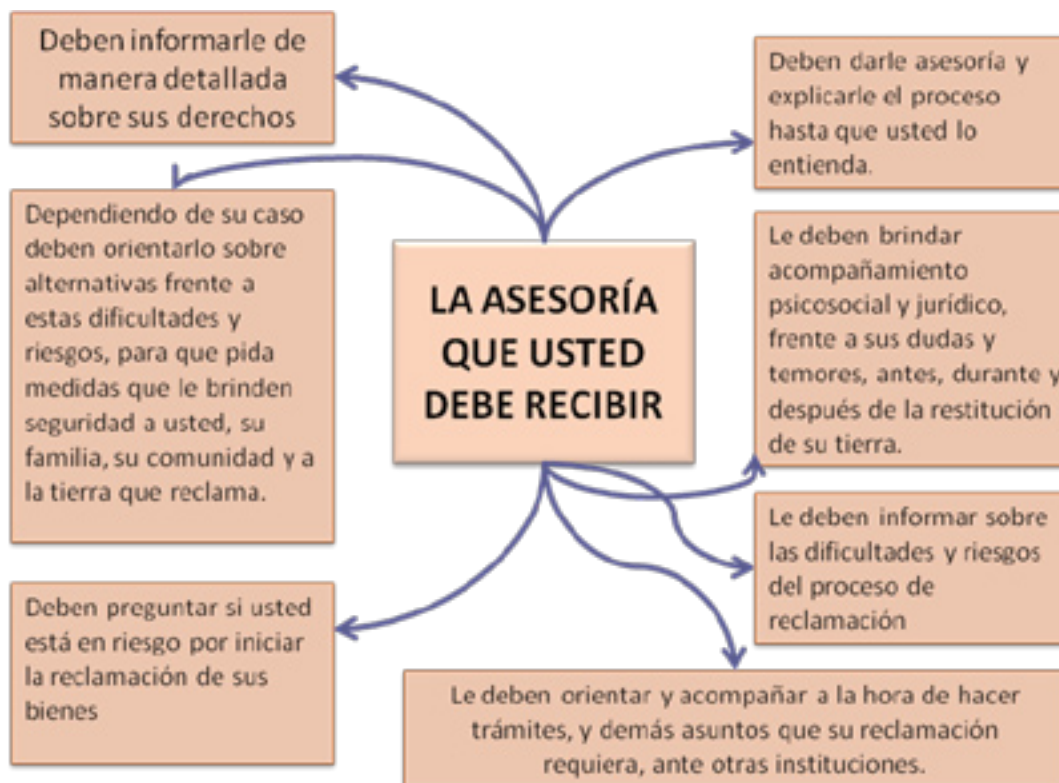 Deben informarle de
manera detallada
sobre sus derechos
Deben darle asesoría y
explicarle el proceso
hasta que usted lo
entienda.
Dependiendo de su caso
deben orientarlo sobre
alternativas frente a
estas dificultades y
riesgos, para que pida
medidas que le brinden
seguridad a usted, su
familia, su comunidad y a
la tierra que reclama.
LA ASESORÍA
QUE USTED
DEBE RECIBIR
Le deben brindar
acompañamiento
psicosocial y jurídico,
frente a sus dudas y
temores, antes, durante y
después de la restitución
de su tierra.
Le deben informar sobre
las dificultades y riesgos
del proceso de
reclamación
Deben preguntar si usted
está en riesgo por iniciar
la reclamación de sus
bienes
Le deben orientar y acompañar a la hora de hacer
trámites, y demás asuntos que su reclamación
requiera, ante otras instituciones.